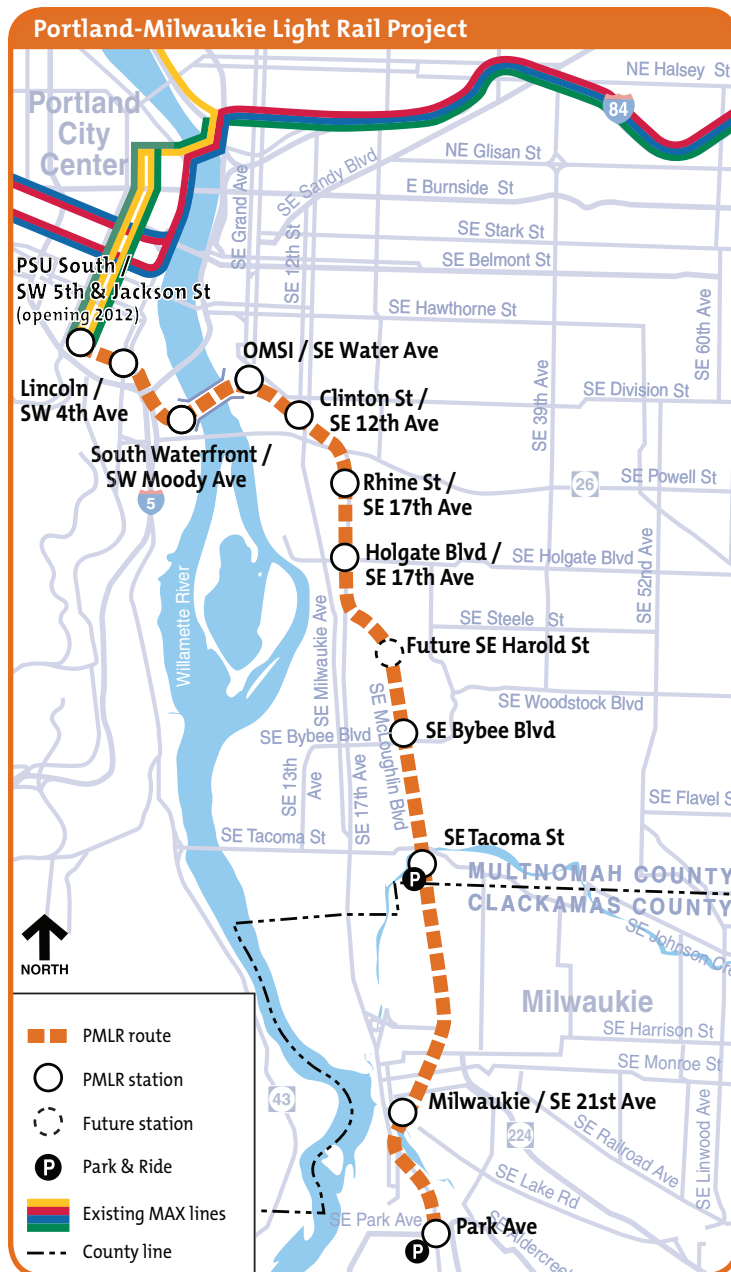 Portland-Milwaukie Light Rail Project
NE Halsey St
84
Portland
City
Center
NE Glisan St
SE Sandy Blvd
E Burnside St
SE Grand Ave
SE 12th St
SE Stark St
SE Belmont St
PSU South /
SW 5th & Jackson St
(opening 2012)
SE Hawthorne St
SE 60th Ave
OMSI / SE Water Ave
Lincoln /
SW 4th Ave
Clinton St /
SE 12th Ave
SE 39th Ave
SE Division St
South Waterfront /
SW Moody Ave
5
Rhine St /
SE 17th Ave
26
SE Powell St
Holgate Blvd /
SE 17th Ave
SE Holgate Blvd
SE 52nd Ave
Willamette River
SE Milwaukie Ave
SE Steele St
Future SE Harold St
SE McLoughlin Blvd
SE Woodstock Blvd
SE Bybee Blvd
SE Bybee Blvd
SE 13th
Ave
SE 17th Ave
SE Flavel S
SE Tacoma St
SE Tacoma St
P
MULTNOMAH COUNTY
CLACKAMAS COUNTY
SE Johnson Cre
NORTH
Milwaukie
SE Harrison St
SE Monroe St
43
Milwaukie / SE 21st Ave
224
SE Railroad Ave
SE Linwood Ave
SE Lake Rd
SE Park Ave
Park Ave
P
SE Aldercres
PMLR route
PMLR station
Future station
P
Park & Ride
Existing MAX lines
County line